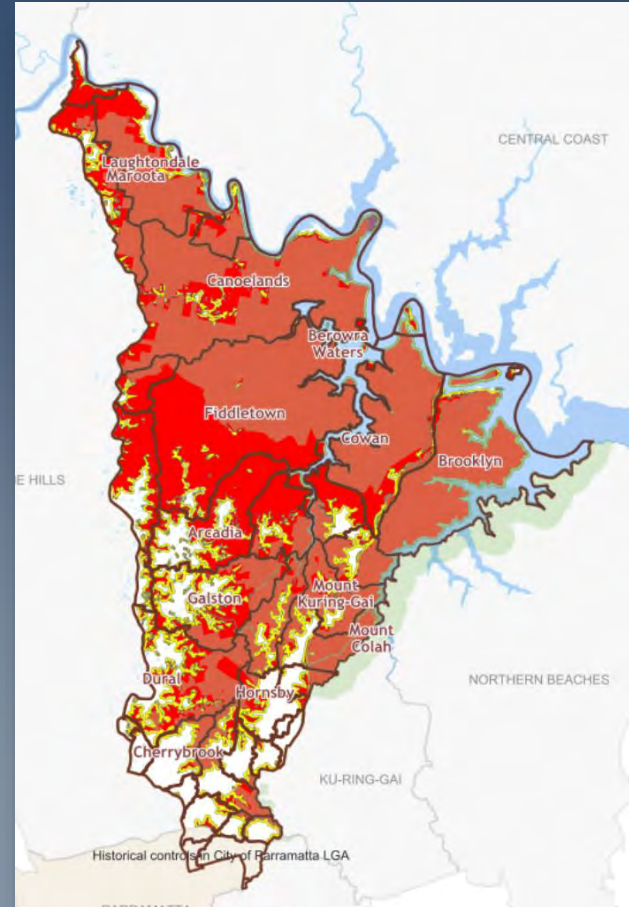 CENTRAL COAST
Laughtondale
Maroota
Canoelands
Berowra
Waters
Fiddletown
Cowan
Brooklyn
E HILLS
Arcadia
Galston
Mount
Kuring-Gai
Mount
Colah
Dural
Hornsby
NORTHERN BEACHES
Cherrybrook
KU-RING-GAI
Historical controls in City of Parramatta LGA
PARRAMATTA